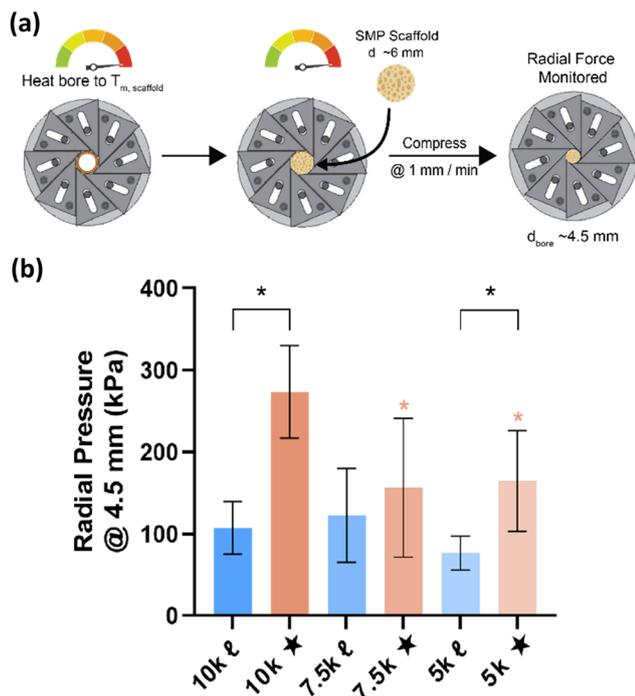 (a)
SMP Scaffold
d ~6 mm
Heat bore to Tm, scaffold
Radial Force
Monitored
Compress
@ 1 mm / min
dbore ~4.5 mm
(b)
Radial Pressure
@ 4.5 mm (kPa)
400
300
200
100
0
*
*
*
*
10k ℓ
10k ★
7.5k ℓ
7.5k ★
5k ℓ
5k ★